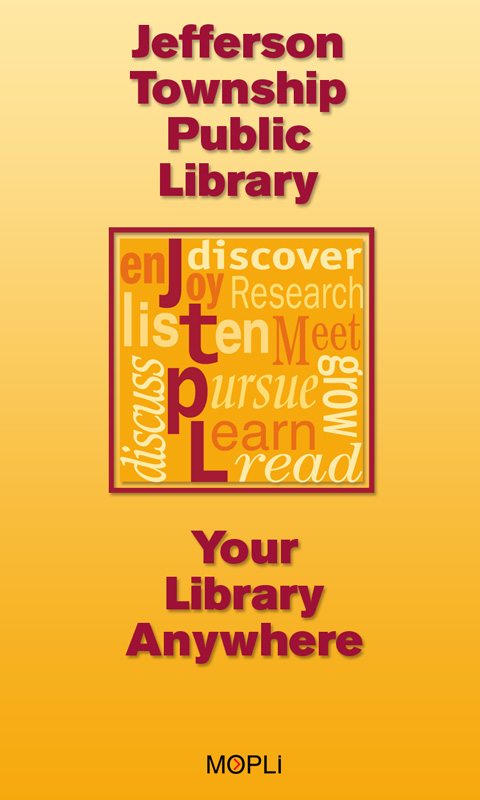 Jefferson
Township
Public
Library
enJoy
discover
Research
listen
Meet
discuss
pursue
grow
Learn
read
Your
Library
Anywhere
MOPLi